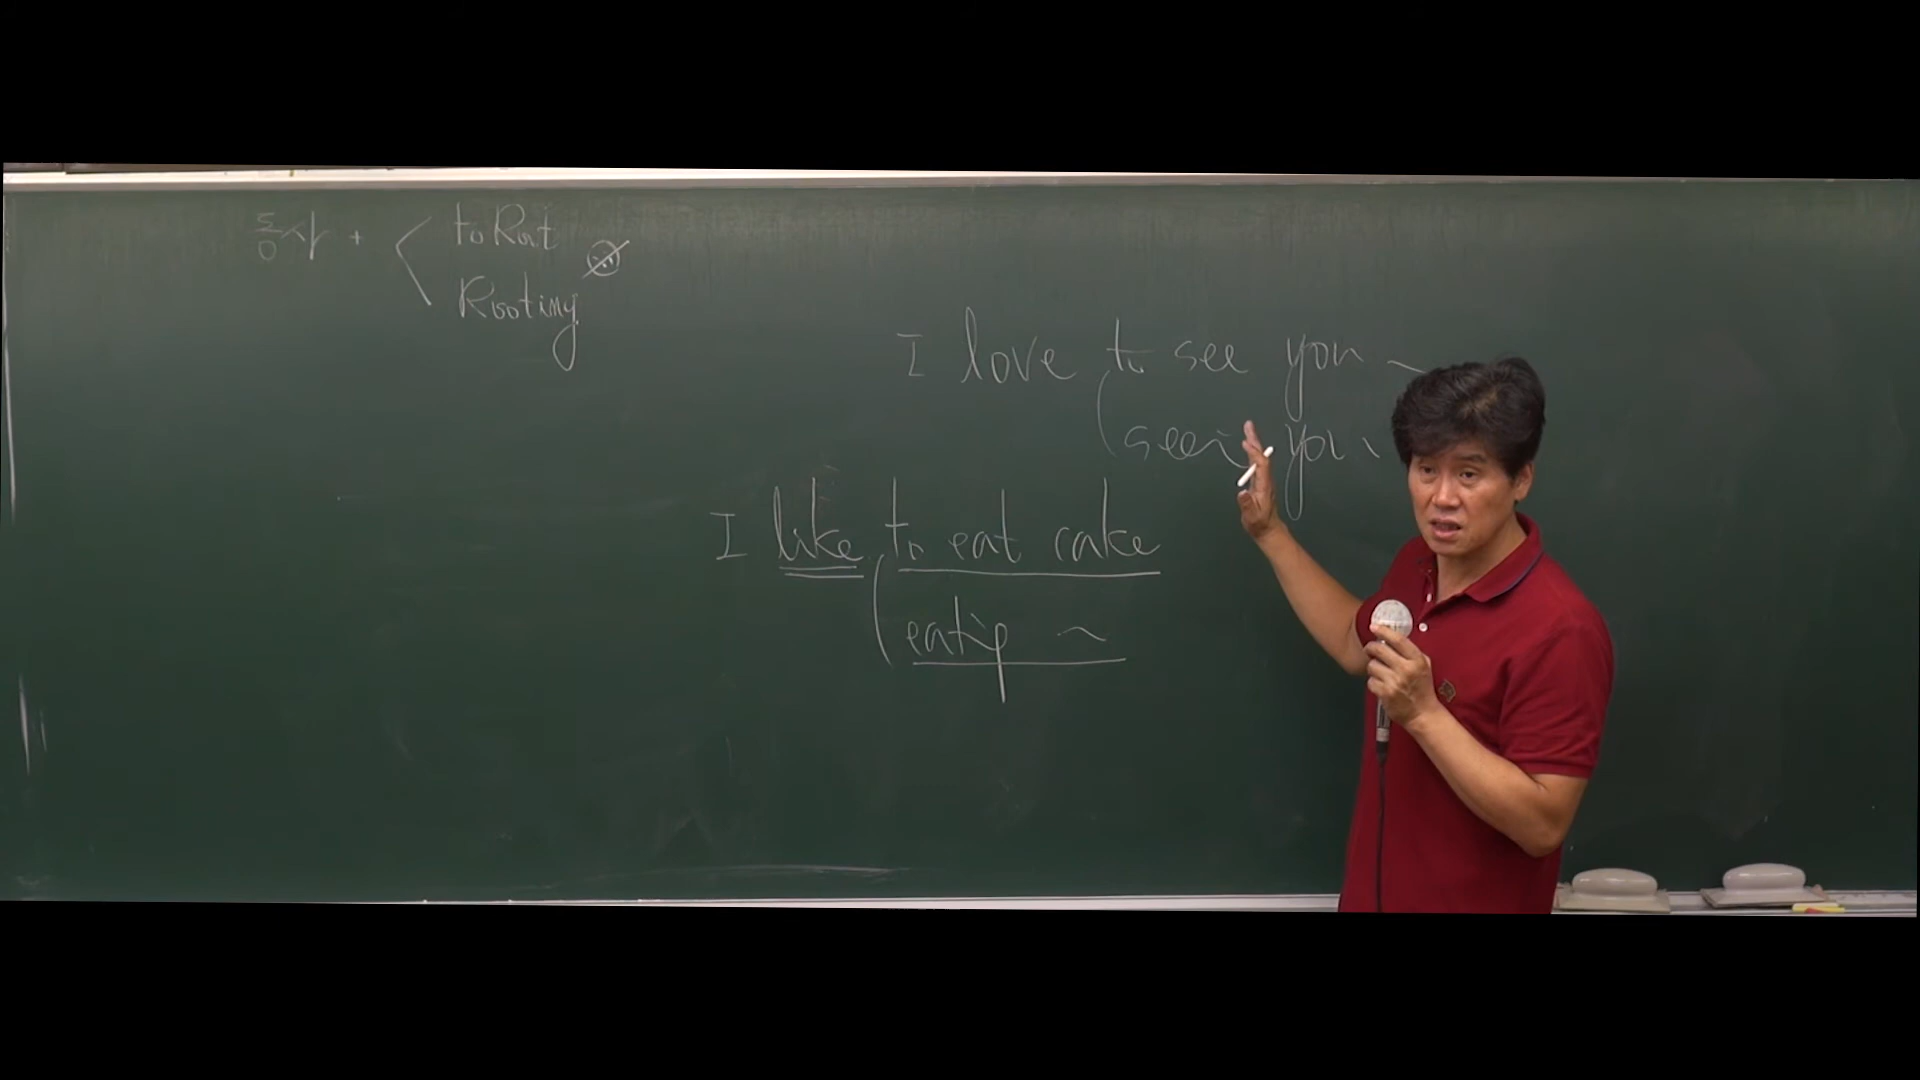 동사 + < to Root
Rooting
I love to see you ~
(seeing you ~
I like to eat cake
(eating ~